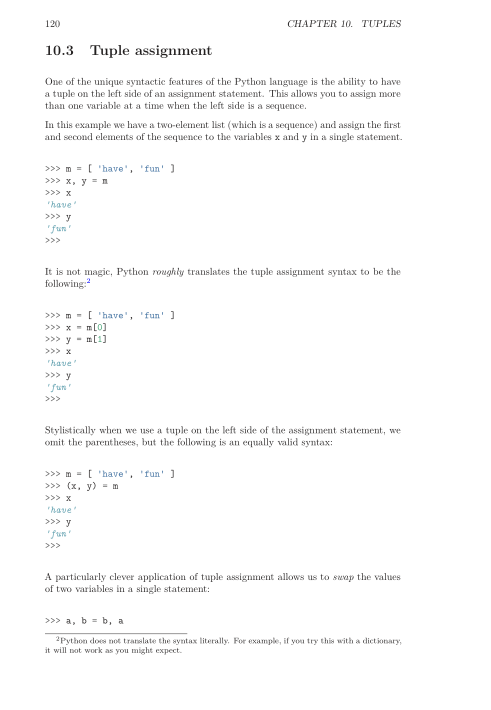 120 CHAPTER 10. TUPLES
10.3 Tuple assignment
One of the unique syntactic features of the Python language is the ability to have
a tuple on the left side of an assignment statement. This allows you to assign more
than one variable at a time when the left side is a sequence.
In this example we have a two-element list (which is a sequence) and assign the first
and second elements of the sequence to the variables x and y in a single statement.
>>> m = [ 'have', 'fun' ]
>>> x, y = m
>>> x
'have'
>>> y
'fun'
>>>
It is not magic, Python roughly translates the tuple assignment syntax to be the
following:2
>>> m = [ 'have', 'fun' ]
>>> x = m[0]
>>> y = m[1]
>>> x
'have'
>>> y
'fun'
>>>
Stylistically when we use a tuple on the left side of the assignment statement, we
omit the parentheses, but the following is an equally valid syntax:
>>> m = [ 'have', 'fun' ]
>>> (x, y) = m
>>> x
'have'
>>> y
'fun'
>>>
A particularly clever application of tuple assignment allows us to swap the values
of two variables in a single statement:
>>> a, b = b, a
2Python does not translate the syntax literally. For example, if you try this with a dictionary,
it will not work as you might expect.